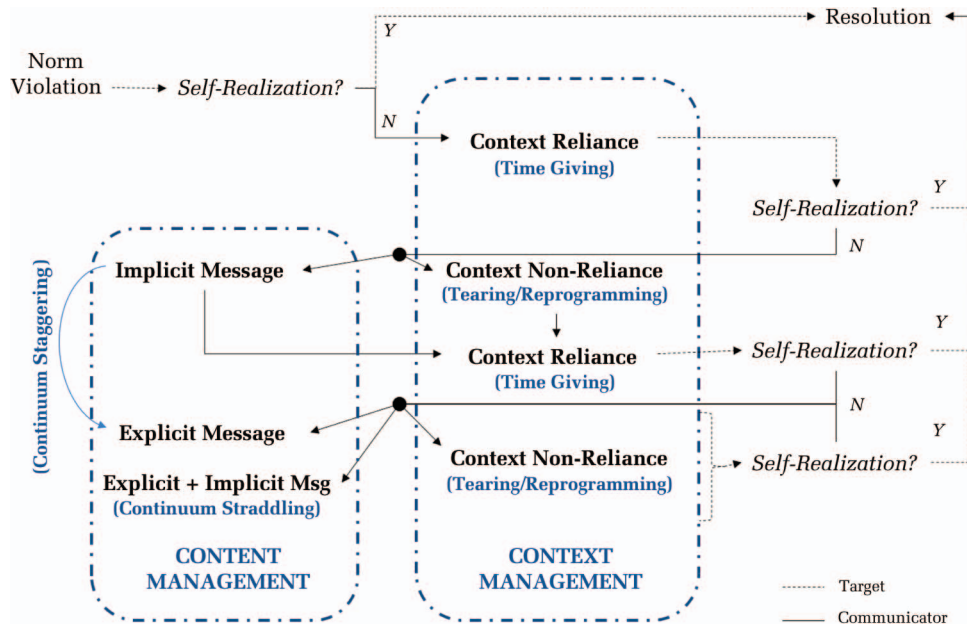 Y
Resolution
Norm
Violation
Self-Realization?
N
Context Reliance
(Time Giving)
Y
Self-Realization?
N
Implicit Message
Context Non-Reliance
(Tearing/Reprogramming)
(Continuum Staggering)
Y
Context Reliance
Self-Realization?
(Time Giving)
N
Explicit Message
Y
Context Non-Reliance
Self-Realization?
(Tearing/Reprogramming)
Explicit + Implicit Msg
(Continuum Straddling)
CONTENT
MANAGEMENT
CONTEXT
MANAGEMENT
Target
Communicator